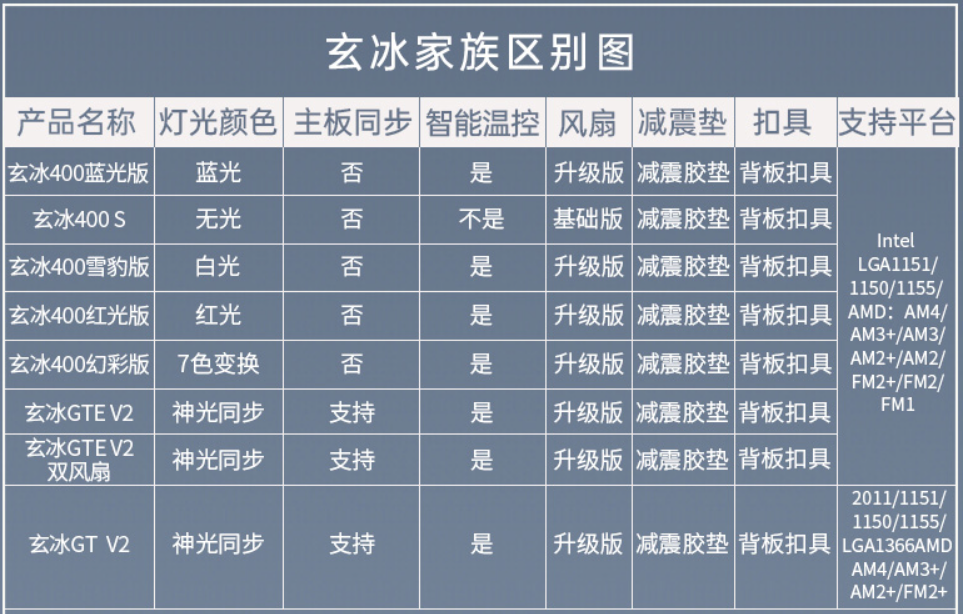 玄冰家族区别图
产品名称 灯光颜色 主板同步 智能温控 风扇 减震垫 扣具 支持平台
玄冰400蓝光版 蓝光 否 是 升级版 减震胶垫 背板扣具
玄冰400 S 无光 否 不是 基础版 减震胶垫 背板扣具
玄冰400雪豹版 白光 否 是 升级版 减震胶垫 背板扣具
玄冰400红光版 红光 否 是 升级版 减震胶垫 背板扣具
玄冰400幻彩版 7色变换 否 是 升级版 减震胶垫 背板扣具
玄冰GTE V2 神光同步 支持 是 升级版 减震胶垫 背板扣具
玄冰GTE V2
双风扇 神光同步 支持 是 升级版 减震胶垫 背板扣具
Intel
LGA1151/
1150/1155/
AMD：AM4/
AM3+/AM3/
AM2+/AM2/
FM2+/FM2/
FM1
玄冰GT V2 神光同步 支持 是 升级版 减震胶垫 背板扣具
2011/1151/
1150/1155/
LGA1366AMD
AM4/AM3+/
AM2+/FM2+